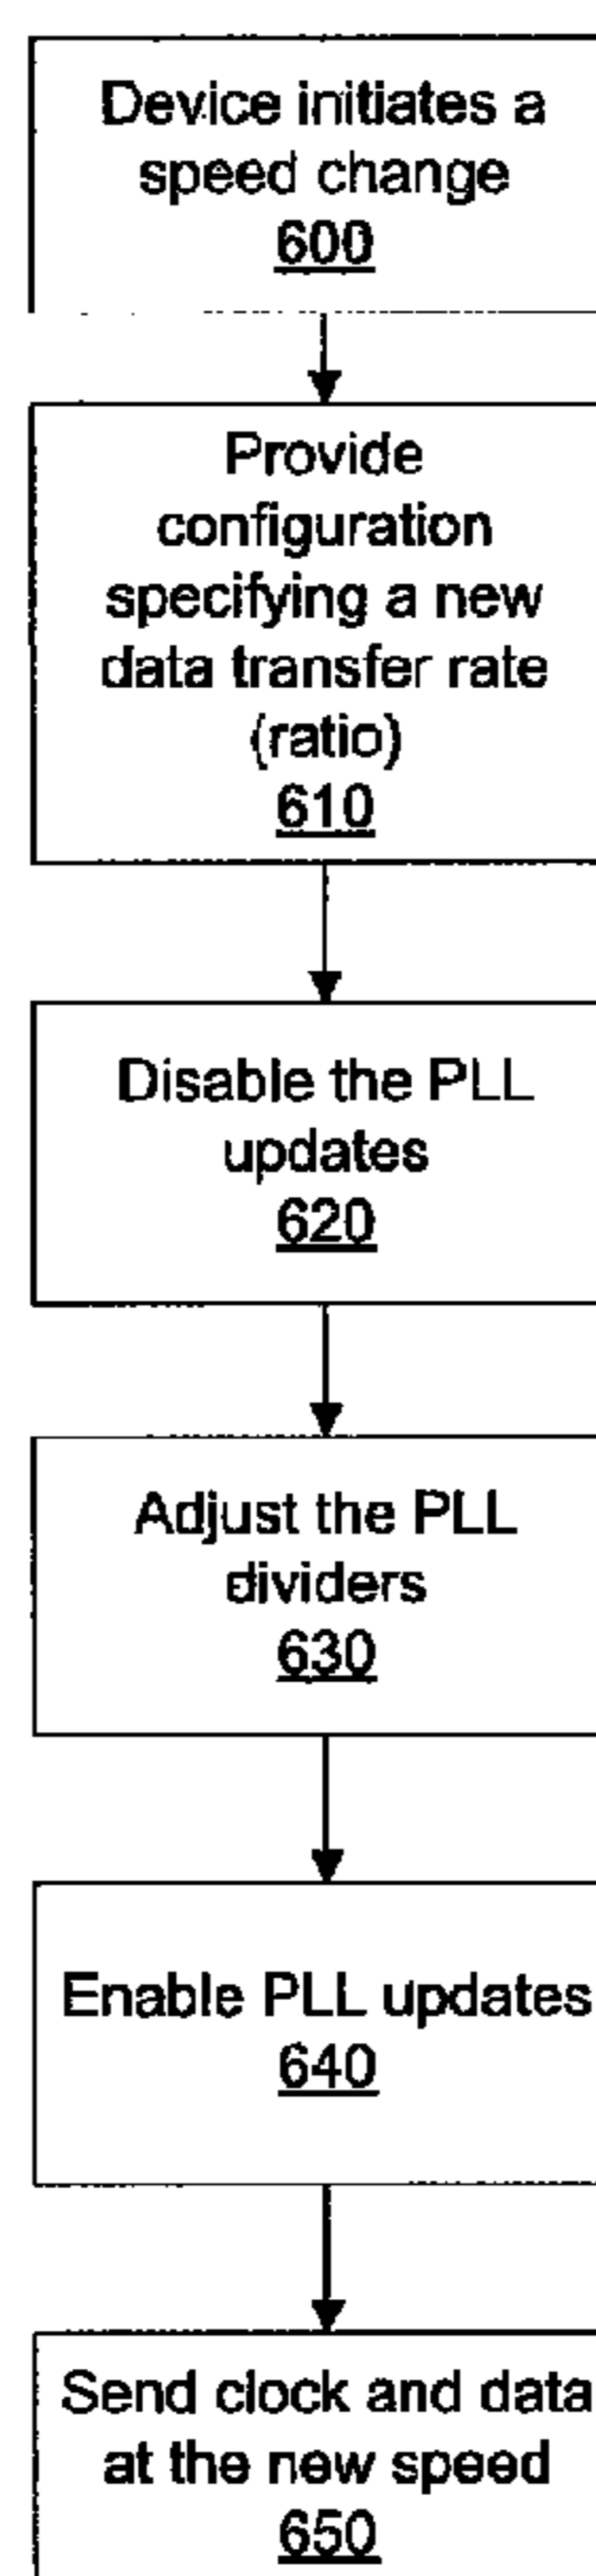 Device initiates a
speed change
600
Provide
configuration
specifying a new
data transfer rate
(ratio)
610
Disable the PLL
updates
620
Adjust the PLL
dividers
630
Enable PLL updates
640
Send clock and data
at the new speed
650